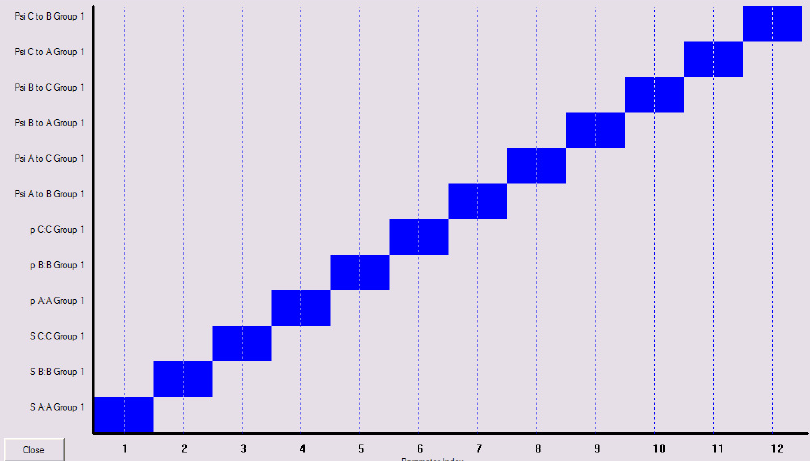 Psi C to B Group 1
Psi C to A Group 1
Psi B to C Group 1
Psi B to A Group 1
Psi A to C Group 1
Psi A to B Group 1
p C:C Group 1
p B:B Group 1
p A:A Group 1
S C:C Group 1
S B:B Group 1
S A:A Group 1
1 2 3 4 5 6 7 8 9 10 11 12
Close